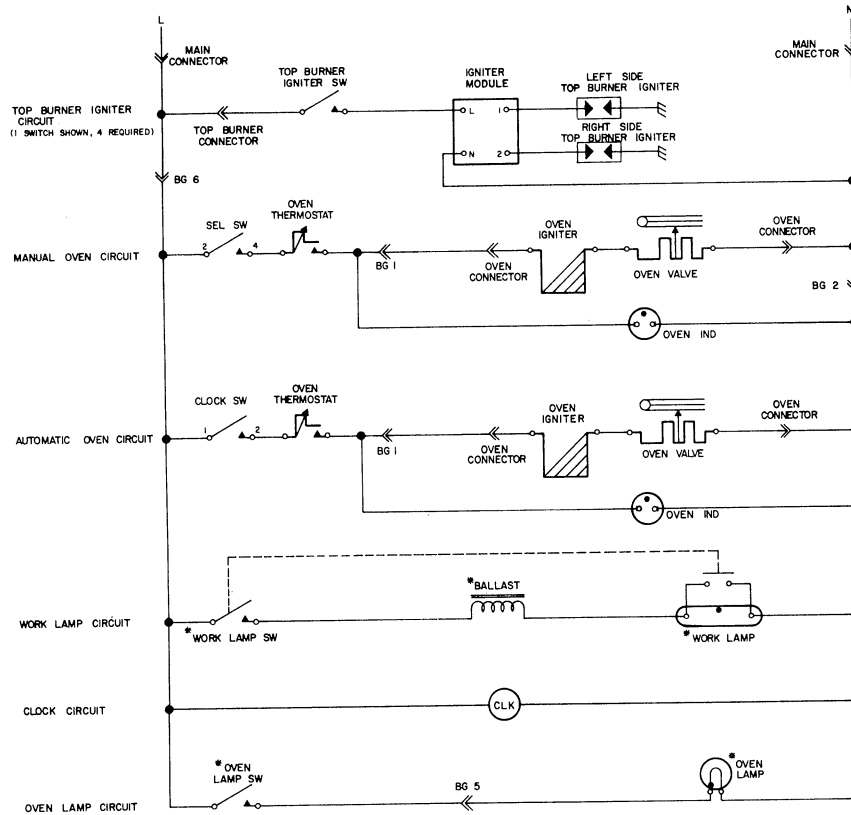 L
N
MAIN
CONNECTOR
MAIN
CONNECTOR
TOP BURNER IGNITER
CIRCUIT
(1 SWITCH SHOWN, 4 REQUIRED)
TOP BURNER
CONNECTOR
TOP BURNER
IGNITER SW
IGNITER
MODULE
L 1
N 2
LEFT SIDE
TOP BURNER IGNITER
RIGHT SIDE
TOP BURNER IGNITER
BG 6
MANUAL OVEN CIRCUIT
SEL SW
2 4
OVEN
THERMOSTAT
BG 1
OVEN
CONNECTOR
OVEN
IGNITER
OVEN VALVE
OVEN
CONNECTOR
BG 2
OVEN IND
AUTOMATIC OVEN CIRCUIT
CLOCK SW
1 2
OVEN
THERMOSTAT
BG 1
OVEN
CONNECTOR
OVEN
IGNITER
OVEN VALVE
OVEN
CONNECTOR
OVEN IND
WORK LAMP CIRCUIT
*WORK LAMP SW
*BALLAST
*WORK LAMP
CLOCK CIRCUIT
CLK
OVEN LAMP CIRCUIT
*OVEN
LAMP SW
BG 5
*OVEN
LAMP